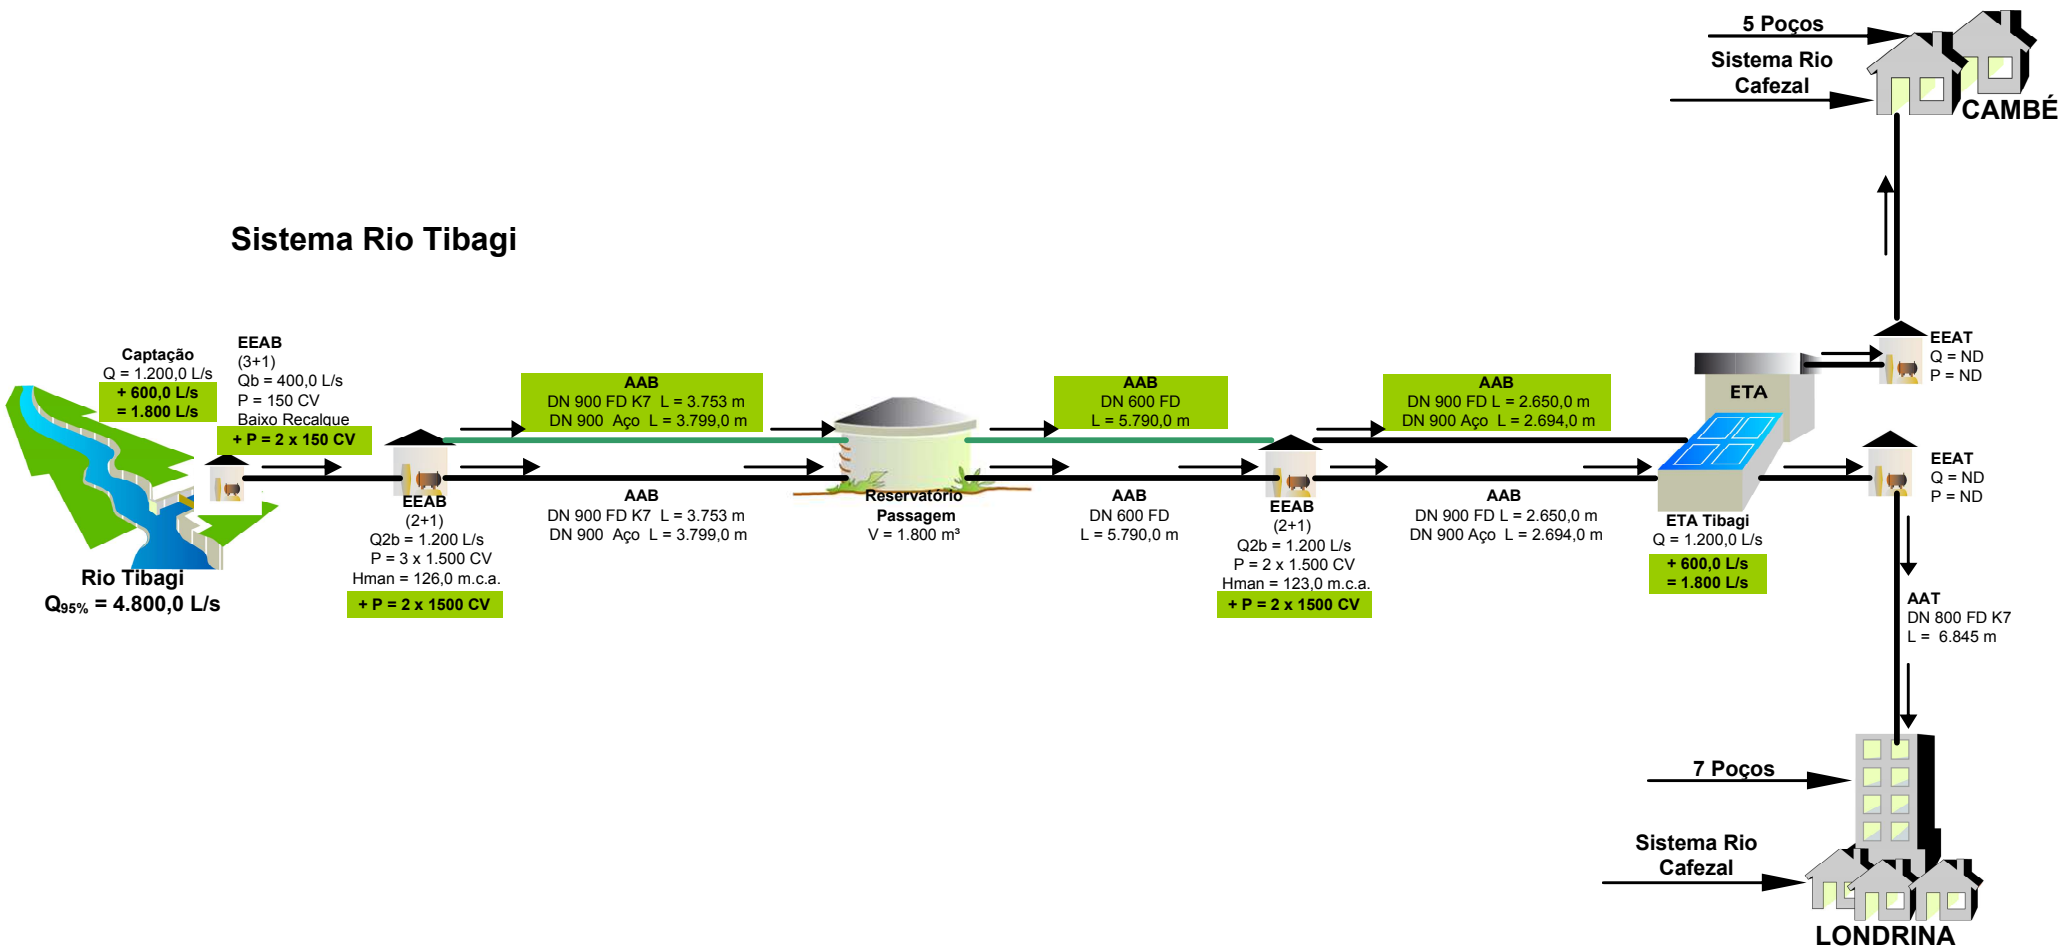 5 Poços
Sistema Rio
Cafezal
CAMBÉ
Sistema Rio Tibagi
Captação
Q = 1.200,0 L/s
+ 600,0 L/s
= 1.800 L/s
EEAB
(3+1)
Qb = 400,0 L/s
P = 150 CV
Baixo Recalque
+ P = 2 x 150 CV
Rio Tibagi
Q95% = 4.800,0 L/s
EEAB
(2+1)
Q2b = 1.200 L/s
P = 3 x 1.500 CV
Hman = 126,0 m.c.a.
+ P = 2 x 1500 CV
AAB
DN 900 FD K7 L = 3.753 m
DN 900 Aço L = 3.799,0 m
AAB
DN 900 FD K7 L = 3.753 m
DN 900 Aço L = 3.799,0 m
Reservatório
Passagem
V = 1.800 m³
AAB
DN 600 FD
L = 5.790,0 m
AAB
DN 600 FD
L = 5.790,0 m
EEAB
(2+1)
Q2b = 1.200 L/s
P = 2 x 1.500 CV
Hman = 123,0 m.c.a.
+ P = 2 x 1500 CV
AAB
DN 900 FD L = 2.650,0 m
DN 900 Aço L = 2.694,0 m
AAB
DN 900 FD L = 2.650,0 m
DN 900 Aço L = 2.694,0 m
ETA
ETA Tibagi
Q = 1.200,0 L/s
+ 600,0 L/s
= 1.800 L/s
EEAT
Q = ND
P = ND
EEAT
Q = ND
P = ND
AAT
DN 800 FD K7
L = 6.845 m
7 Poços
Sistema Rio
Cafezal
LONDRINA